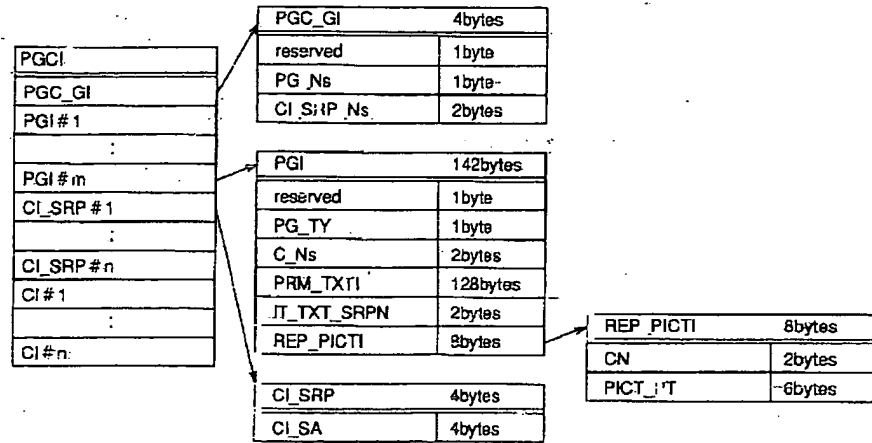 PGCI
PGC_GI
PGI#1
:
PGI#m
CI_SRP#1
:
CI_SRP#n
CI#1
:
CI#n
PGC_GI 4bytes
reserved 1byte
PG_Ns 1byte
CI_SRP_Ns 2bytes
PGI 142bytes
reserved 1byte
PG_TY 1byte
C_Ns 2bytes
PRM_TXTI 128bytes
IT_TXT_SRPN 2bytes
REP_PICTI 8bytes
CI_SRP 4bytes
CI_SA 4bytes
REP_PICTI 8bytes
CN 2bytes
PICT_PT 6bytes